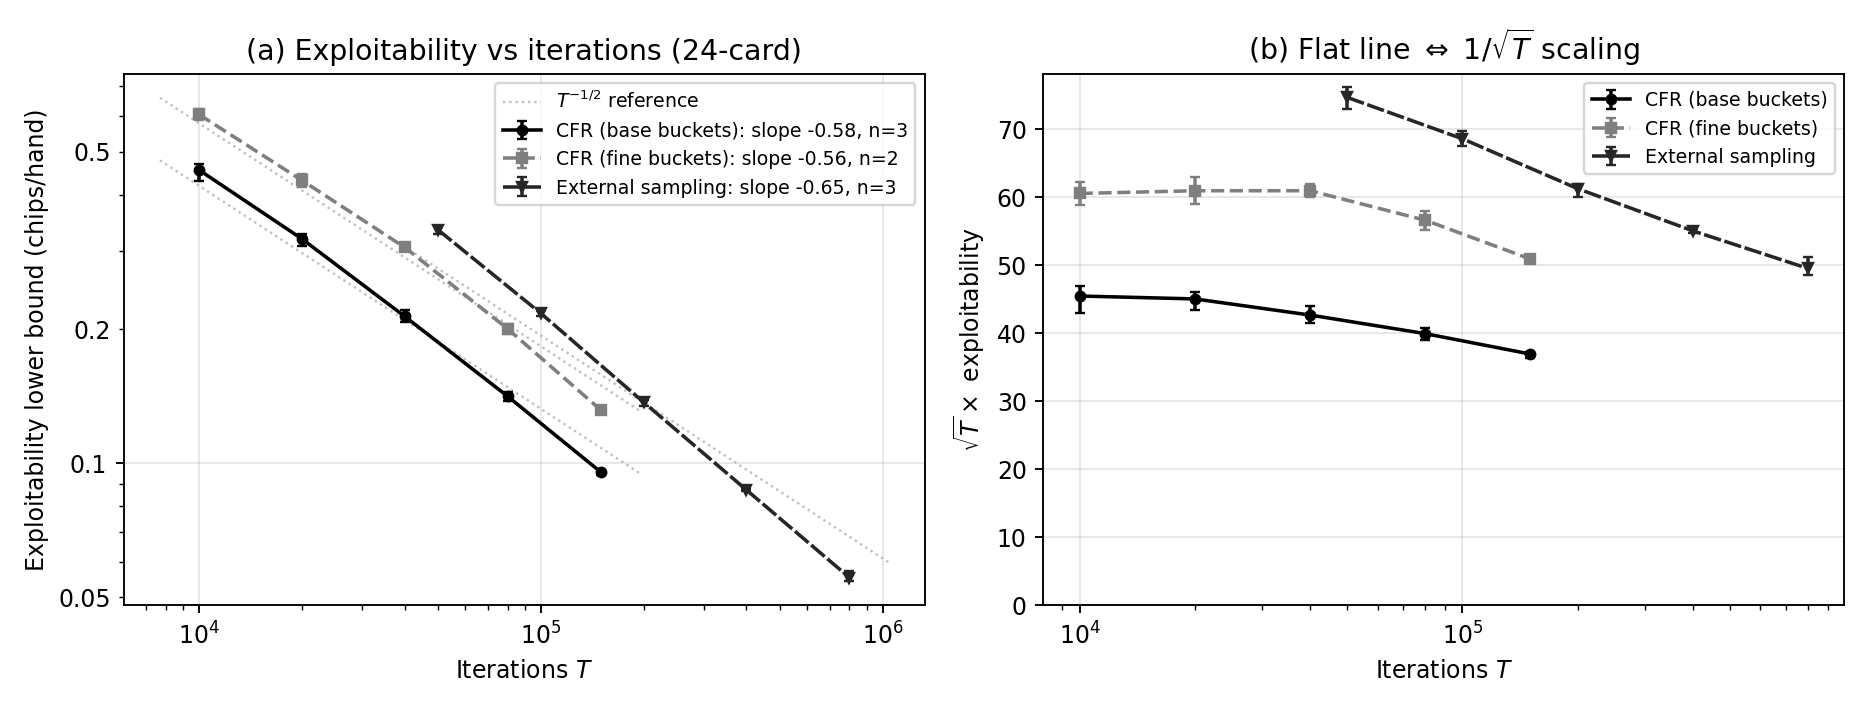 (a) Exploitability vs iterations (24-card)
Exploitability lower bound (chips/hand)
0.5
0.2
0.1
0.05
T^{-1/2} reference
CFR (base buckets): slope -0.58, n=3
CFR (fine buckets): slope -0.56, n=2
External sampling: slope -0.65, n=3
10^4
10^5
10^6
Iterations T
(b) Flat line ⇔ 1/√T scaling
√T × exploitability
70
60
50
40
30
20
10
0
CFR (base buckets)
CFR (fine buckets)
External sampling
10^4
10^5
Iterations T